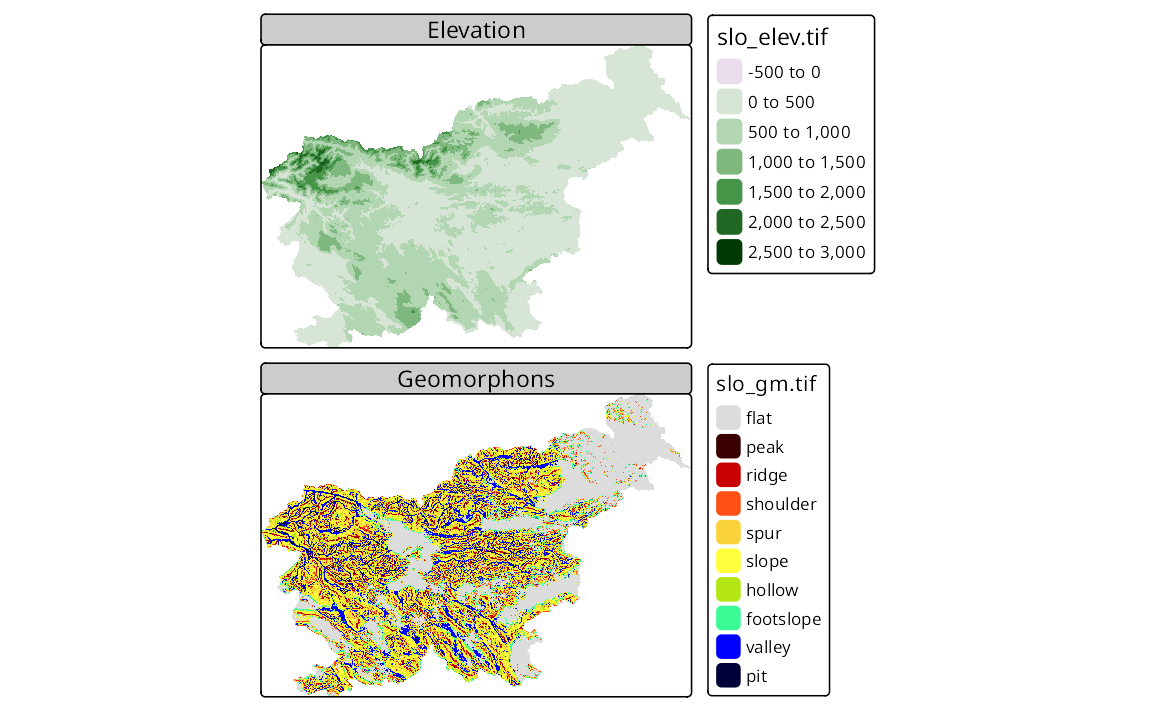 Elevation
slo_elev.tif
-500 to 0
0 to 500
500 to 1,000
1,000 to 1,500
1,500 to 2,000
2,000 to 2,500
2,500 to 3,000
Geomorphons
slo_gm.tif
flat
peak
ridge
shoulder
spur
slope
hollow
footslope
valley
pit